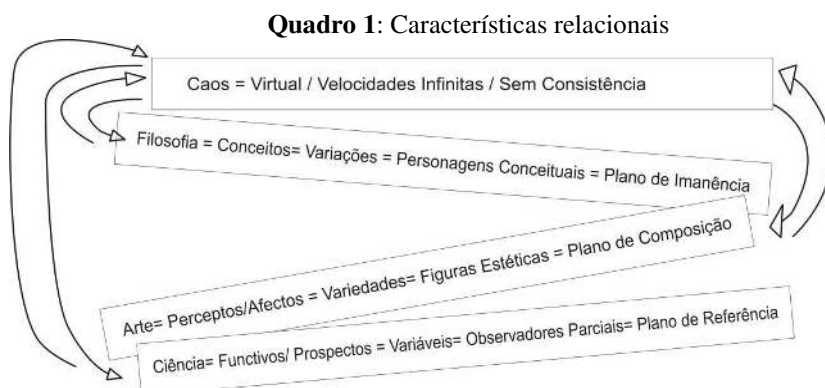 Quadro 1: Características relacionais
Caos = Virtual / Velocidades Infinitas / Sem Consistência
Filosofia = Conceitos= Variações = Personagens Conceituais = Plano de Imanência
Arte= Perceptos/Afectos = Variedades= Figuras Estéticas = Plano de Composição
Ciência= Functivos/ Prospectos = Variáveis= Observadores Parciais= Plano de Referência